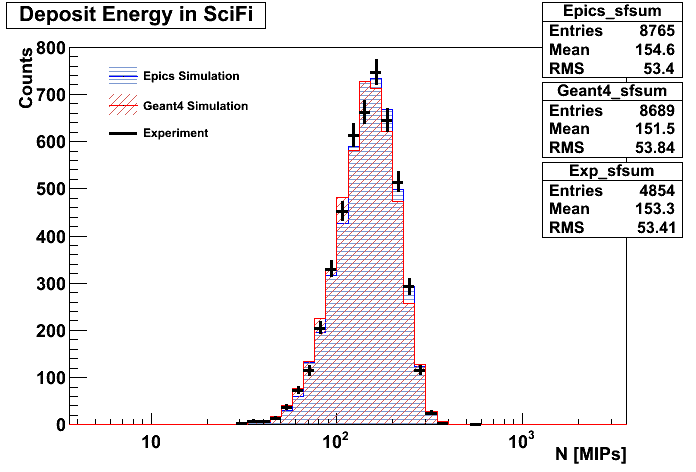 Deposit Energy in SciFi
Epics_sfsum
Entries 8765
Mean 154.6
RMS 53.4
Geant4_sfsum
Entries 8689
Mean 151.5
RMS 53.84
Exp_sfsum
Entries 4854
Mean 153.3
RMS 53.41
Counts
800
700
600
500
400
300
200
100
0
Epics Simulation
Geant4 Simulation
Experiment
10
10²
10³
N [MIPs]